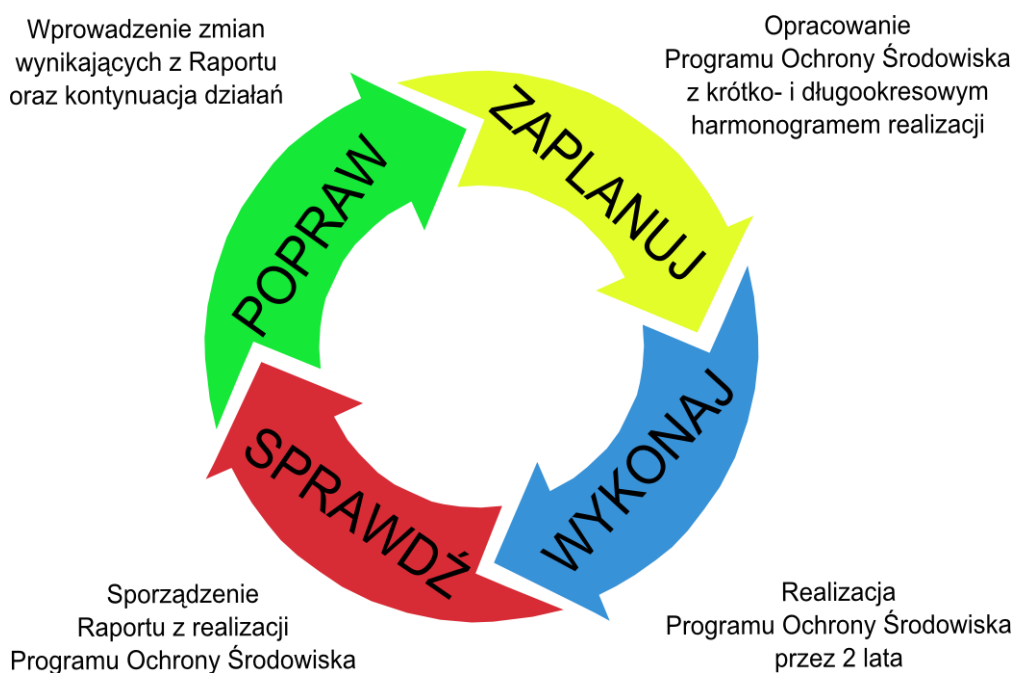 Wprowadzenie zmian
wynikających z Raportu
oraz kontynuacja działań
Opracowanie
Programu Ochrony Środowiska
z krótko- i długookresowym
harmonogramem realizacji
ZAPLANUJ
POPRAW
WYKONAJ
SPRAWDŹ
Sporządzenie
Raportu z realizacji
Programu Ochrony Środowiska
Realizacja
Programu Ochrony Środowiska
przez 2 lata